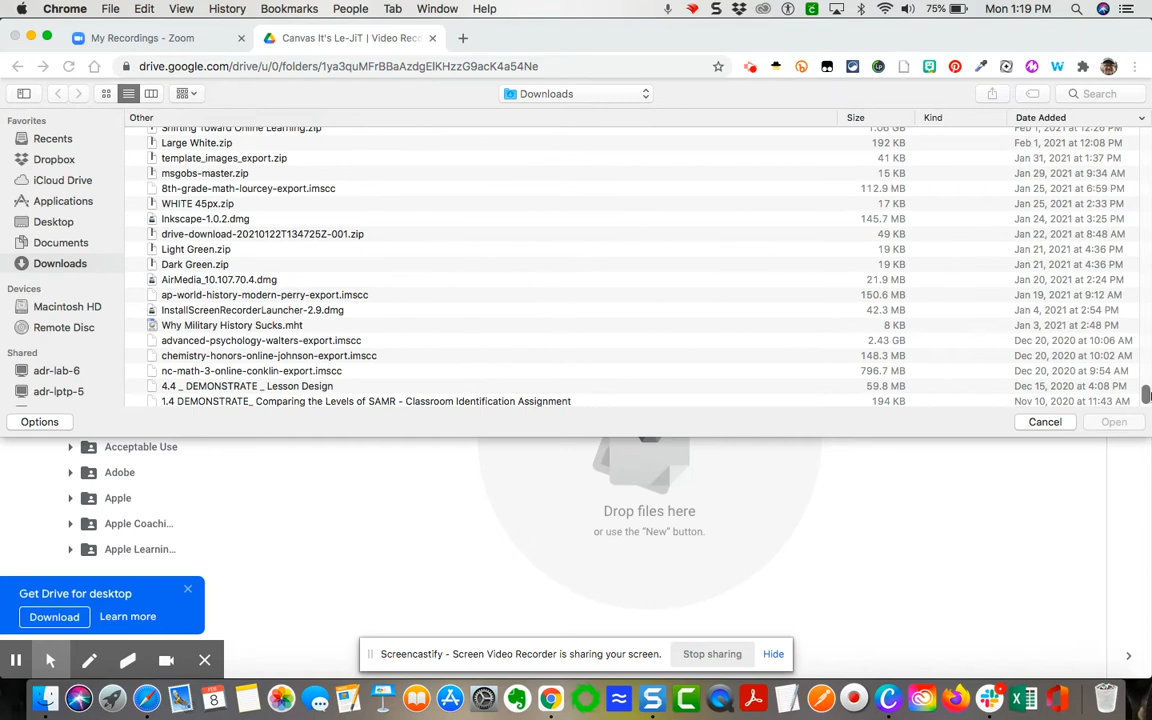 Chrome File Edit View History Bookmarks People Tab Window Help 75% Mon 1:19 PM
My Recordings - Zoom
Canvas It's Le-JiT | Video Reco
drive.google.com/drive/u/0/folders/1ya3quMFrBBaAzdgElKHzzG9acK4a54Ne
Downloads
Search
Favorites
Recents
Dropbox
iCloud Drive
Applications
Desktop
Documents
Downloads
Devices
Macintosh HD
Remote Disc
Shared
adr-lab-6
adr-lptp-5
Other Size Kind Date Added
Shifting Toward Online Learning.zip 1.06 GB Feb 1, 2021 at 12:26 PM
Large White.zip 192 KB Feb 1, 2021 at 12:08 PM
template_images_export.zip 41 KB Jan 31, 2021 at 1:37 PM
msgobs-master.zip 15 KB Jan 29, 2021 at 9:34 AM
8th-grade-math-lourcey-export.imscc 112.9 MB Jan 25, 2021 at 6:59 PM
WHITE 45px.zip 17 KB Jan 25, 2021 at 2:33 PM
Inkscape-1.0.2.dmg 145.7 MB Jan 24, 2021 at 3:25 PM
drive-download-20210122T134725Z-001.zip 49 KB Jan 22, 2021 at 8:48 AM
Light Green.zip 19 KB Jan 21, 2021 at 4:36 PM
Dark Green.zip 19 KB Jan 21, 2021 at 4:36 PM
AirMedia_10.107.70.4.dmg 21.9 MB Jan 20, 2021 at 2:24 PM
ap-world-history-modern-perry-export.imscc 150.6 MB Jan 19, 2021 at 9:12 AM
InstallScreenRecorderLauncher-2.9.dmg 42.3 MB Jan 4, 2021 at 2:54 PM
Why Military History Sucks.mht 8 KB Jan 3, 2021 at 2:48 PM
advanced-psychology-walters-export.imscc 2.43 GB Dec 20, 2020 at 10:06 AM
chemistry-honors-online-johnson-export.imscc 148.3 MB Dec 20, 2020 at 10:02 AM
nc-math-3-online-conklin-export.imscc 796.7 MB Dec 20, 2020 at 9:54 AM
4.4 _ DEMONSTRATE _ Lesson Design 59.8 MB Dec 15, 2020 at 4:08 PM
1.4 DEMONSTRATE_ Comparing the Levels of SAMR - Classroom Identification Assignment 194 KB Nov 10, 2020 at 11:43 AM
Options Cancel Open
Acceptable Use
Adobe
Apple
Apple Coachi...
Apple Learnin...
Drop files here
or use the "New" button.
Get Drive for desktop
Download Learn more
Screencastify - Screen Video Recorder is sharing your screen. Stop sharing Hide